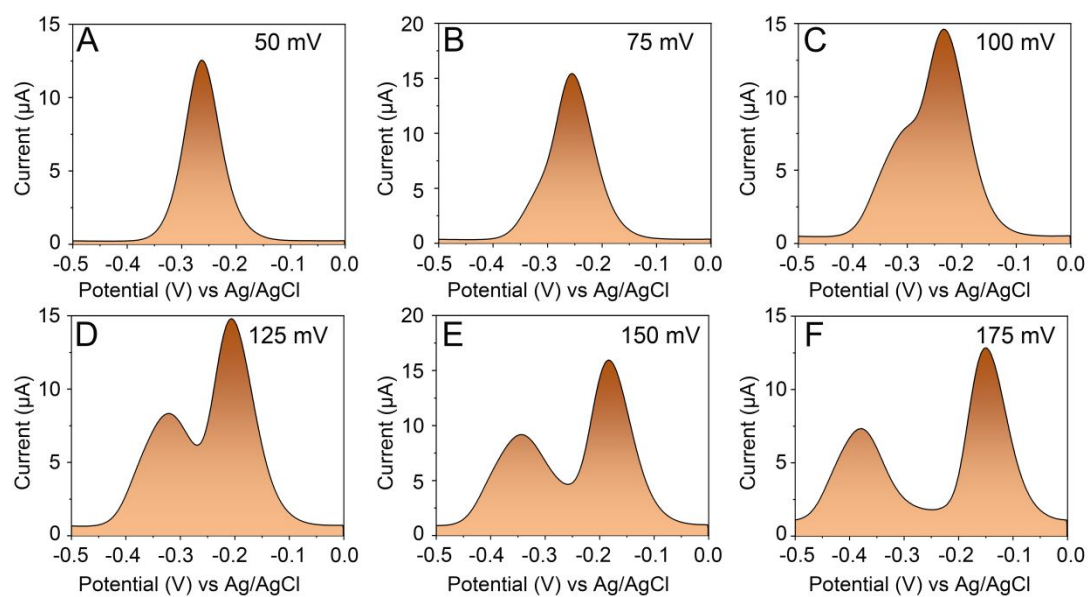 A 50 mV
15
10
5
0
Current (µA)
-0.5 -0.4 -0.3 -0.2 -0.1 0.0
Potential (V) vs Ag/AgCl
B 75 mV
20
15
10
5
0
Current (µA)
-0.5 -0.4 -0.3 -0.2 -0.1 0.0
Potential (V) vs Ag/AgCl
C 100 mV
15
10
5
0
Current (µA)
-0.5 -0.4 -0.3 -0.2 -0.1 0.0
Potential (V) vs Ag/AgCl
D 125 mV
15
10
5
0
Current (µA)
-0.5 -0.4 -0.3 -0.2 -0.1 0.0
Potential (V) vs Ag/AgCl
E 150 mV
20
15
10
5
0
Current (µA)
-0.5 -0.4 -0.3 -0.2 -0.1 0.0
Potential (V) vs Ag/AgCl
F 175 mV
15
10
5
0
Current (µA)
-0.5 -0.4 -0.3 -0.2 -0.1 0.0
Potential (V) vs Ag/AgCl